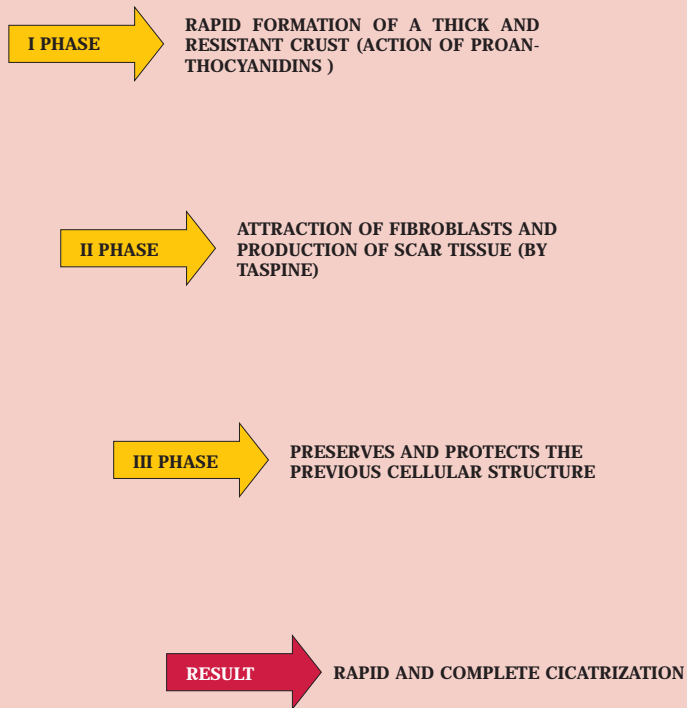 I PHASE
RAPID FORMATION OF A THICK AND
RESISTANT CRUST (ACTION OF PROAN-
THOCYANIDINS )
II PHASE
ATTRACTION OF FIBROBLASTS AND
PRODUCTION OF SCAR TISSUE (BY
TASPINE)
III PHASE
PRESERVES AND PROTECTS THE
PREVIOUS CELLULAR STRUCTURE
RESULT
RAPID AND COMPLETE CICATRIZATION